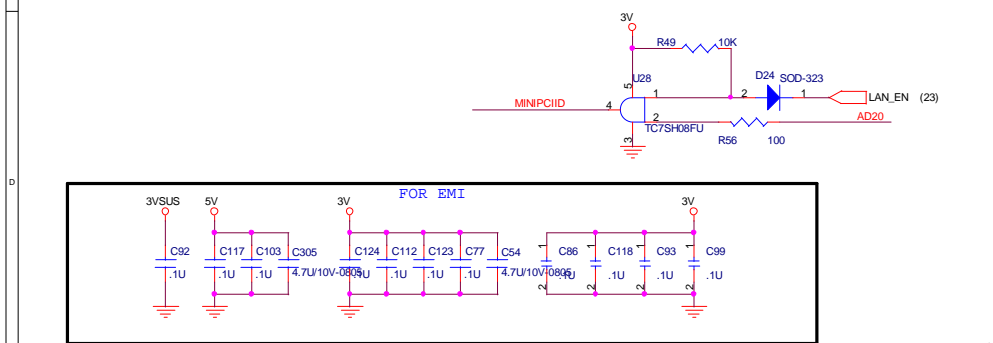 3V
R49 10K
U28
D24 SOD-323
5
1
2
1
LAN_EN (23)
MINIPCIID
4
2
AD20
TC7SH08FU
3
R56 100
D
FOR EMI
3VSUS 5V 3V 3V
C92 C117 C103 C305 C124 C112 C123 C77 C54 C86 C118 C93 C99
1 1 1 1
.1U .1U .1U 4.7U/10V-0805 .1U .1U .1U .1U 4.7U/10V-0805 .1U .1U .1U .1U
2 2 2 2